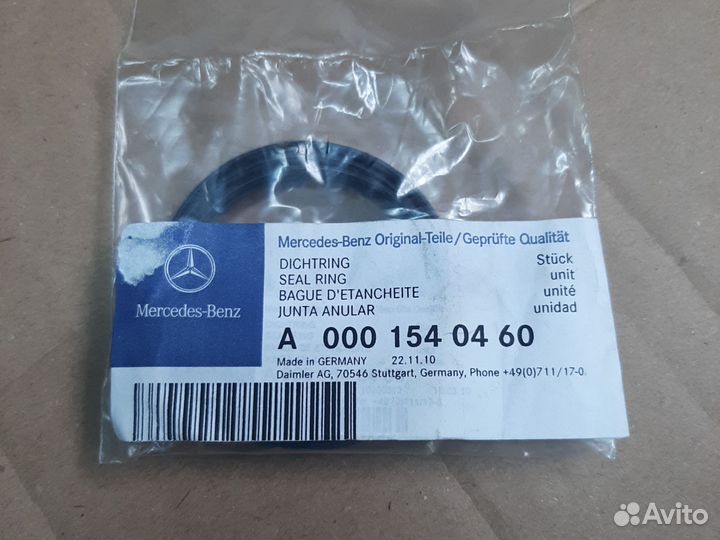 Mercedes-Benz Original-Teile/Geprüfte Qualität
DICHTRING Stück
SEAL RING unit
BAGUE D'ETANCHEITE unité
JUNTA ANULAR unidad
Mercedes-Benz
A 000 154 04 60
Made in GERMANY 22.11.10
Daimler AG, 70546 Stuttgart, Germany, Phone +49(0)711/17-0
Avito